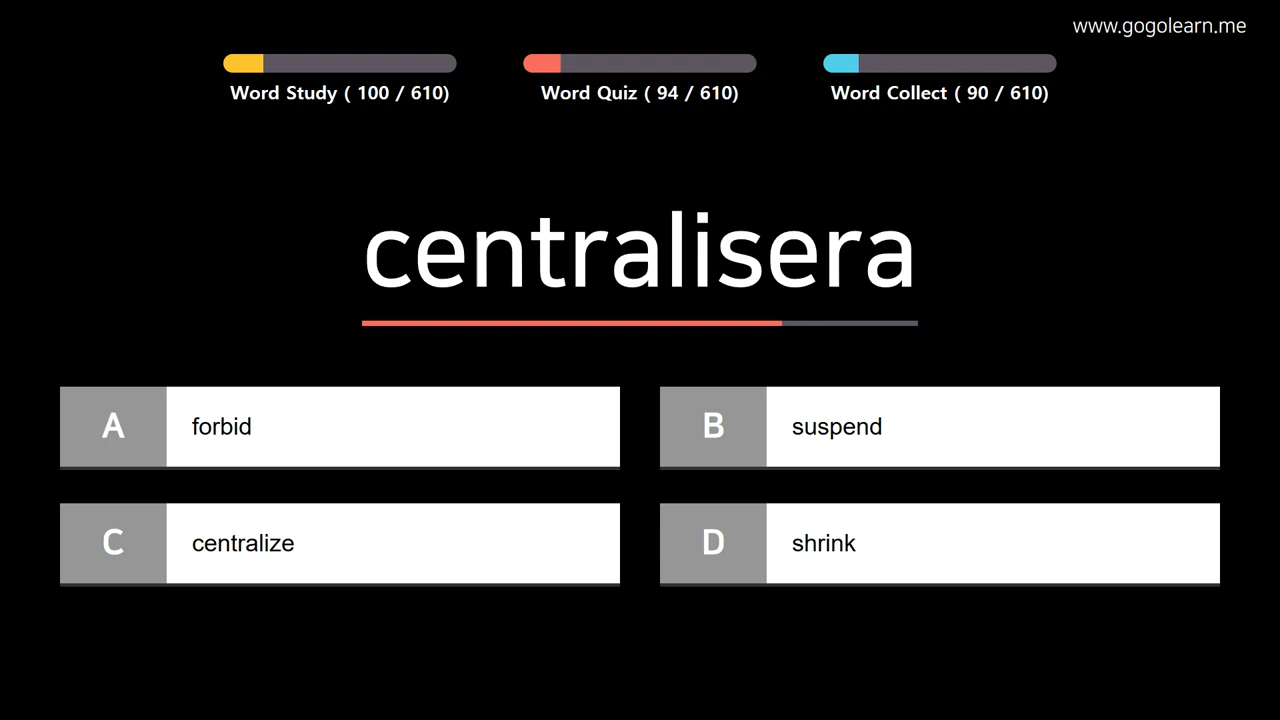 www.gogolearn.me
Word Study ( 100 / 610)
Word Quiz ( 94 / 610)
Word Collect ( 90 / 610)
centralisera
A forbid
B suspend
C centralize
D shrink